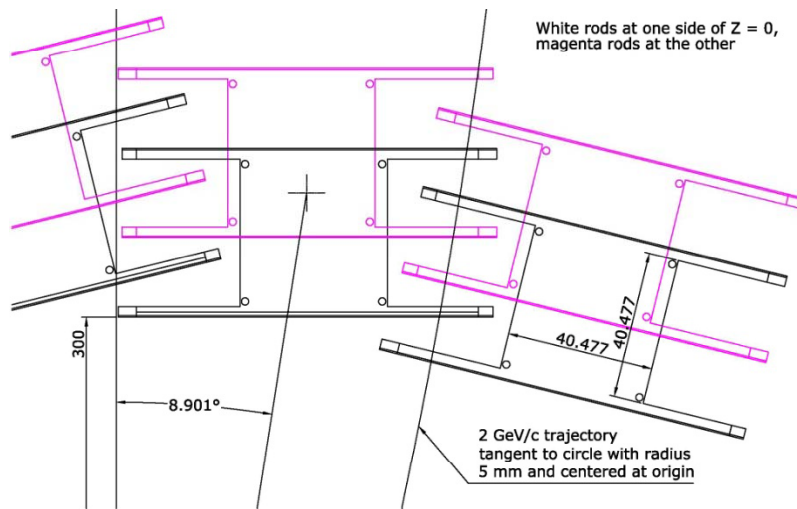 White rods at one side of Z = 0,
magenta rods at the other
300
8.901°
40.477
40.477
2 GeV/c trajectory
tangent to circle with radius
5 mm and centered at origin